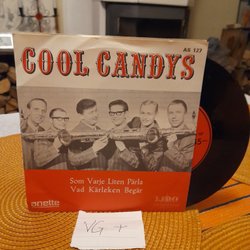 AS 127
COOL CANDYS
Som Varje Liten Pärla
Vad Kärleken Begär
anette
VG +